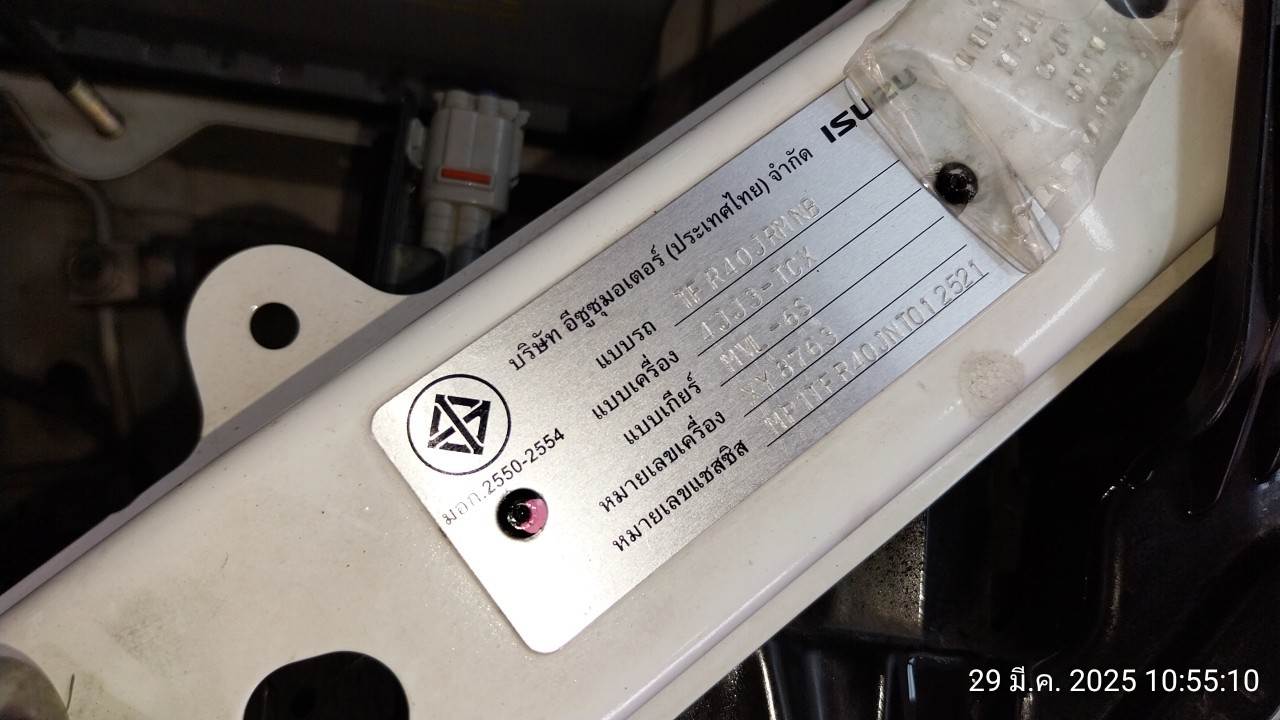 ISUZU
บริษัท อีซูซุมอเตอร์ (ประเทศไทย) จำกัด
แบบรถ TFR40JRMNB
แบบเครื่อง 4JJ3-TCX
แบบเกียร์ MVL-6S
หมายเลขเครื่อง XY8763
หมายเลขแชสซิส MP1TFR40JNT012521
มอก.2550-2554
29 มี.ค. 2025 10:55:10